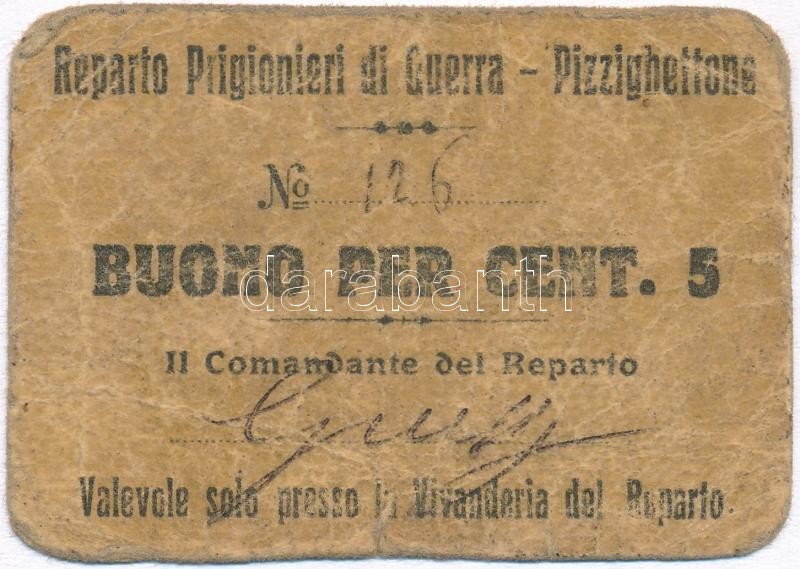 Reparto Prigionieri di Guerra - Pizzighettone
No 126
BUONO PER CENT. 5
darabanth
Il Comandante del Reparto
Valevole solo presso la Vivanderia del Reparto.